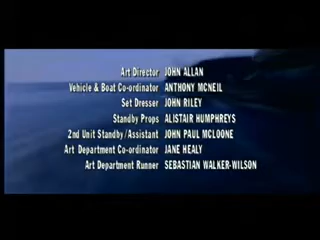 Art Director JOHN ALLAN
Vehicle & Boat Co-ordinator ANTHONY MCNEIL
Set Dresser JOHN RILEY
Standby Props ALISTAIR HUMPHREYS
2nd Unit Standby/Assistant JOHN PAUL MCLOONE
Art Department Co-ordinator JANE HEALY
Art Department Runner SEBASTIAN WALKER-WILSON